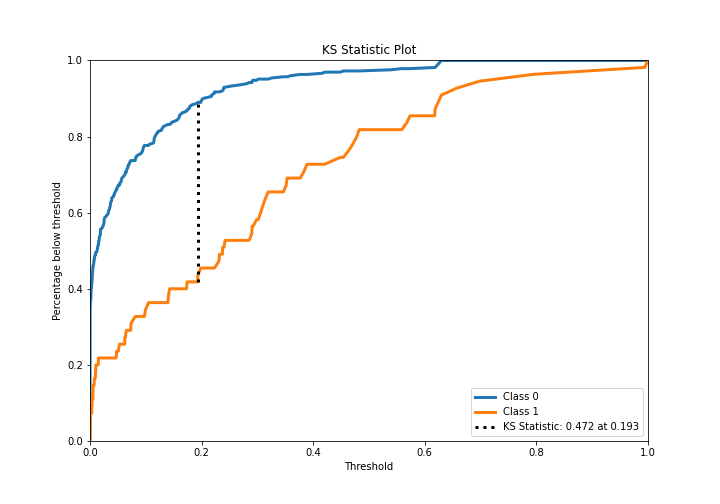 KS Statistic Plot
Percentage below threshold
1.0
0.8
0.6
0.4
0.2
0.0
0.0 0.2 0.4 0.6 0.8 1.0
Threshold
Class 0
Class 1
KS Statistic: 0.472 at 0.193